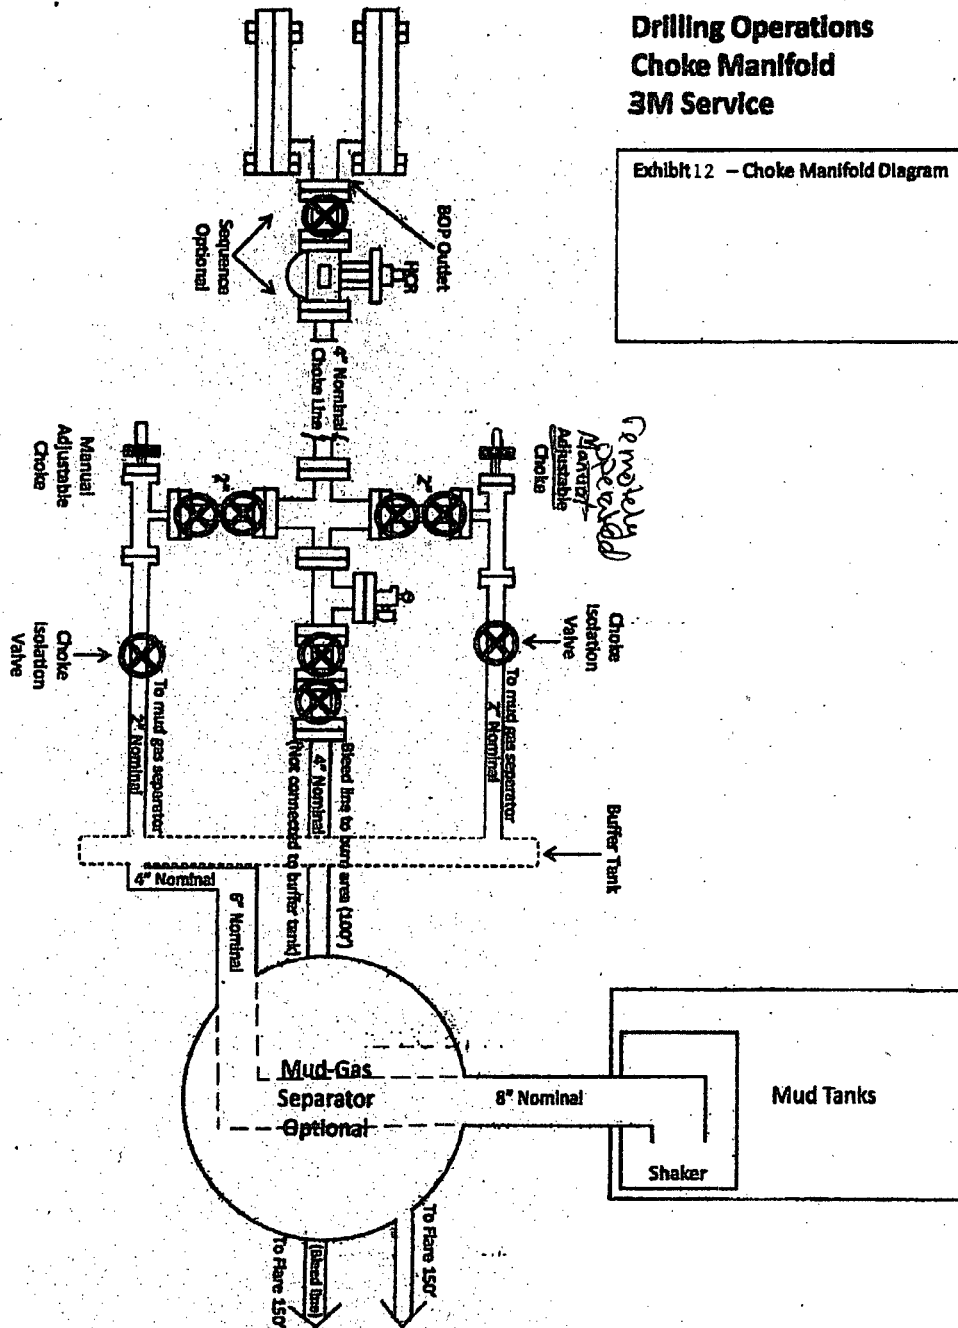 Drilling Operations
Choke Manifold
3M Service
Exhibit 12 – Choke Manifold Diagram
BOP Outlet
HCR
Sequence
Optional
4" Nominal
Choke Line
Remotely
Operated
Manual
Adjustable
Choke
Manual
Adjustable
Choke
2"
2"
Choke
Isolation
Valve
Choke
Isolation
Valve
To mud gas separator
2" Nominal
To mud gas separator
2" Nominal
Bleed line to burn area (100')
4" Nominal
(Not connected to buffer tank)
Buffer Tank
4" Nominal
6" Nominal
Mud-Gas
Separator
Optional
8" Nominal
Mud Tanks
Shaker
To Flare 150'
(Bleed line)
To Flare 150'